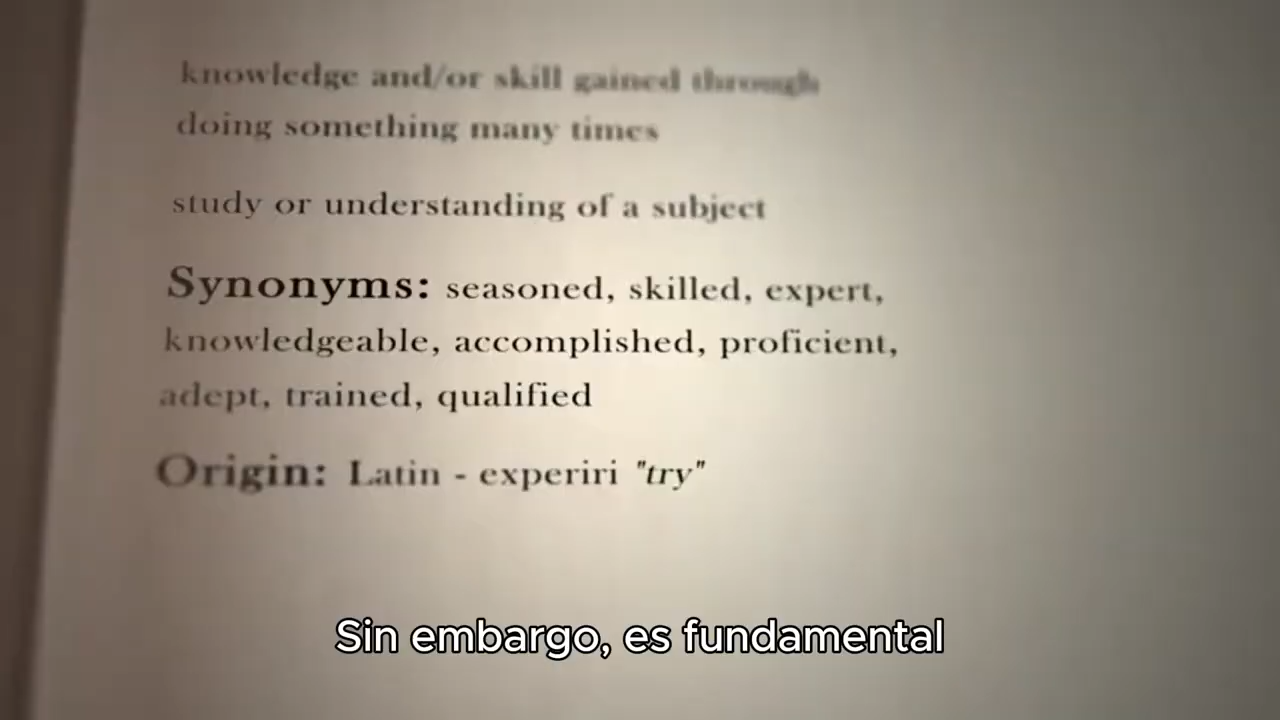 knowledge and/or skill gained through
doing something many times
study or understanding of a subject
Synonyms: seasoned, skilled, expert,
knowledgeable, accomplished, proficient,
adept, trained, qualified
Origin: Latin - experiri "try"
Sin embargo, es fundamental